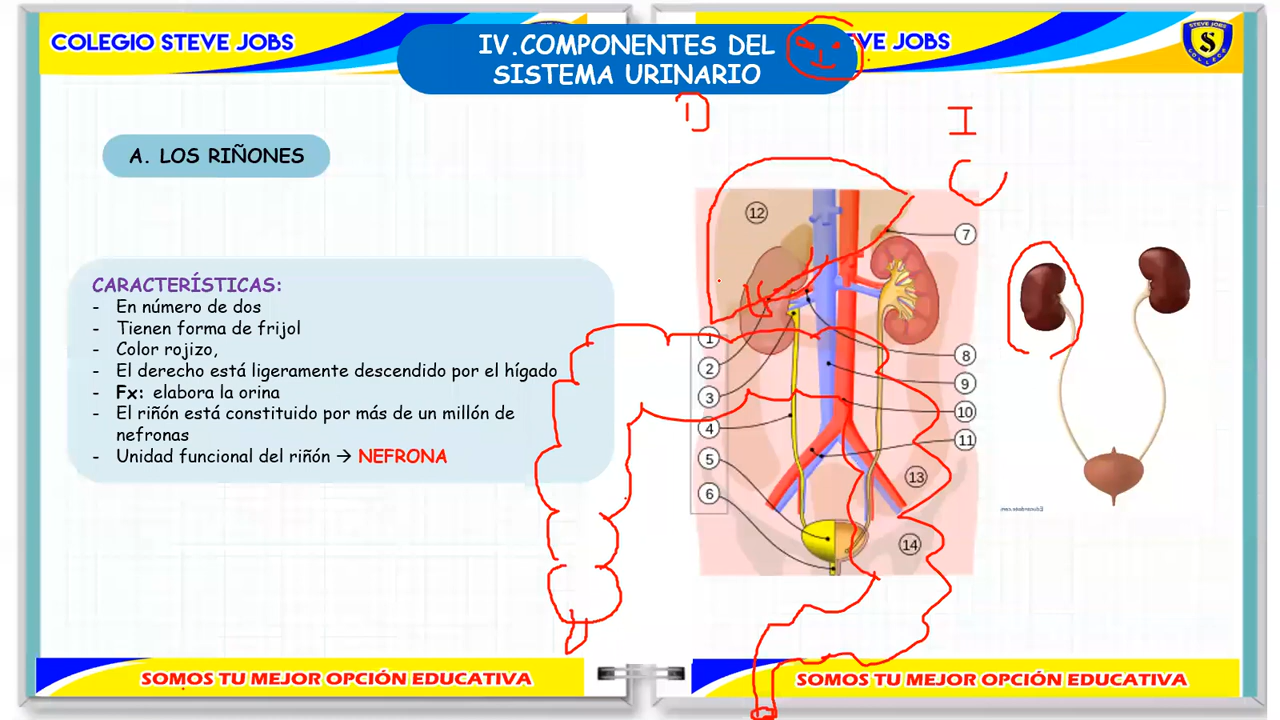 COLEGIO STEVE JOBS
IV.COMPONENTES DEL
SISTEMA URINARIO
VE JOBS
S
D
I
A. LOS RIÑONES
CARACTERÍSTICAS:
- En número de dos
- Tienen forma de frijol
- Color rojizo,
- El derecho está ligeramente descendido por el hígado
- Fx: elabora la orina
- El riñón está constituido por más de un millón de
nefronas
- Unidad funcional del riñón → NEFRONA
12
7
1
2
3
4
5
6
8
9
10
11
13
14
SOMOS TU MEJOR OPCIÓN EDUCATIVA
SOMOS TU MEJOR OPCIÓN EDUCATIVA